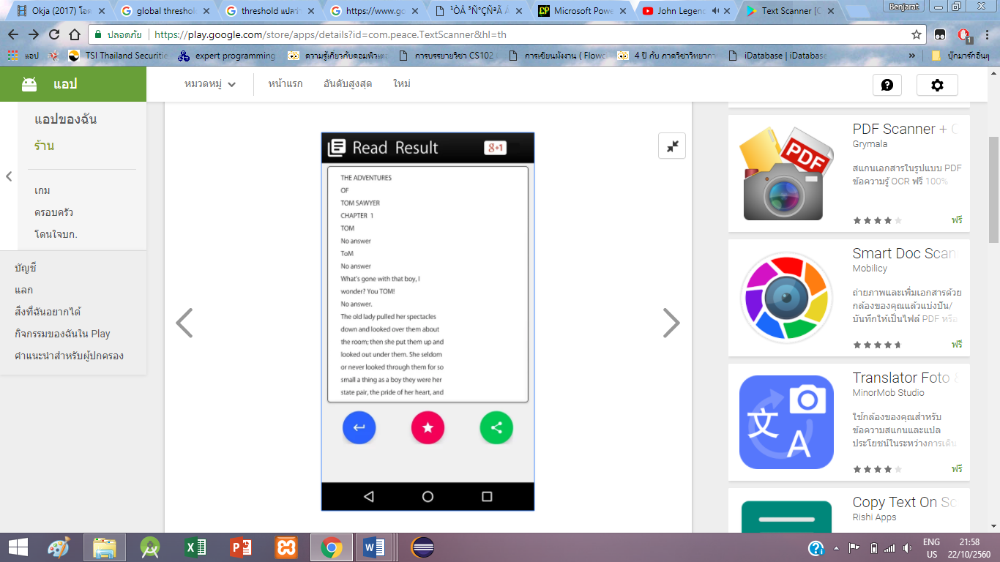 Okja (2017) โอค
global threshol
threshold แปลว่
https://www.go
¹ÒÂ ³Ñ°ÇÑªÃ Á
Microsoft Pow
John Legend
Text Scanner [O
Benjarat
ปลอดภัย
https://play.google.com/store/apps/details?id=com.peace.TextScanner&hl=th
แอป
TSI Thailand Securitie
expert programming
ความรู้เกี่ยวกับคอมพิวเตอ
การบรรยายวิชา CS102
การเขียนผังงาน ( Flowc
4 ปี กับ ภาควิชาวิทยากา
iDatabase | iDatabase
»
บุ๊กมาร์กอื่นๆ
แอป
หมวดหมู่
หน้าแรก
อันดับสูงสุด
ใหม่
แอปของฉัน
ร้าน
เกม
ครอบครัว
โดนใจบก.
บัญชี
แลก
สิ่งที่ฉันอยากได้
กิจกรรมของฉันใน Play
คำแนะนำสำหรับผู้ปกครอง
Read Result
g+1
THE ADVENTURES
OF
TOM SAWYER
CHAPTER 1
TOM
No answer
ToM
No answer
What's gone with that boy, I
wonder? You TOM!
No answer.
The old lady pulled her spectacles
down and looked over them about
the room; then she put them up and
looked out under them. She seldom
or never looked through them for so
small a thing as a boy they were her
state pair, the pride of her heart, and
PDF
PDF Scanner + O
Grymala
สแกนเอกสารในรูปแบบ PDF
ข้อความรู้ OCR ฟรี 100%
ฟรี
Smart Doc Scan
Mobilicy
ถ่ายภาพและเพิ่มเอกสารด้วย
กล้องของคุณแล้วแบ่งปัน/
บันทึกให้เป็นไฟล์ PDF หรือ
ฟรี
文
A
Translator Foto &
MinorMob Studio
ใช้กล้องของคุณสำหรับ
ข้อความสแกนและแปล
ประโยชน์ในระหว่างการเดิน
ฟรี
Copy Text On Sc
Rishi Apps
ENG
US
21:58
22/10/2560